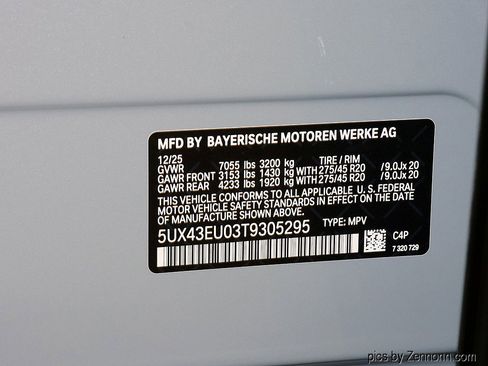 MFD BY BAYERISCHE MOTOREN WERKE AG
12/25
GVWR 7055 lbs 3200 kg TIRE / RIM
GAWR FRONT 3153 lbs 1430 kg WITH 275/45 R20 /9.0Jx 20
GAWR REAR 4233 lbs 1920 kg WITH 275/45 R20 /9.0Jx 20
THIS VEHICLE CONFORMS TO ALL APPLICABLE U. S. FEDERAL
MOTOR VEHICLE SAFETY STANDARDS IN EFFECT ON THE DATE
OF MANUFACTURE SHOWN ABOVE.
5UX43EU03T9305295 TYPE: MPV
C4P
7 320 729
pics by Zennonn.com